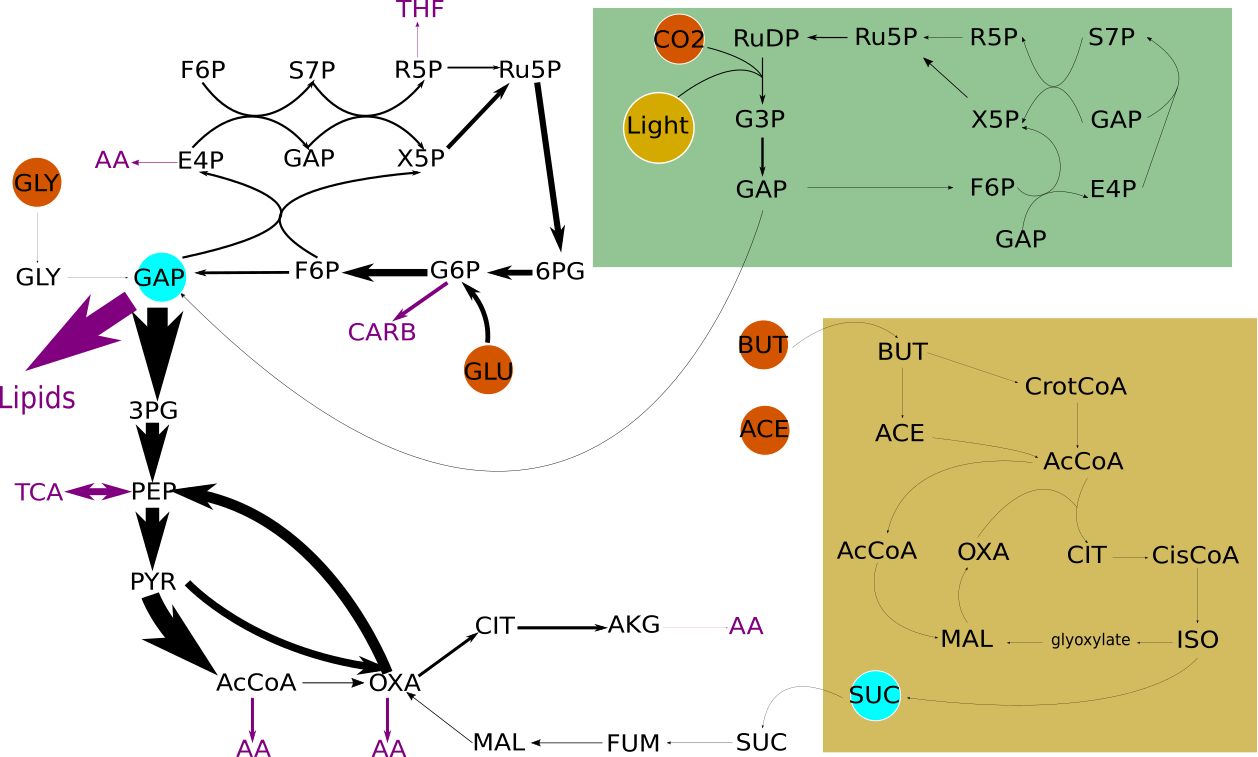 THF
F6P S7P R5P Ru5P
AA E4P GAP X5P
GLY
GLY GAP F6P G6P 6PG
CARB
GLU
Lipids
3PG
TCA PEP
PYR
CIT AKG AA
AcCoA OXA
AA AA
MAL FUM SUC
CO2 RuDP Ru5P R5P S7P
Light G3P X5P GAP
GAP F6P E4P
GAP
BUT BUT
CrotCoA
ACE ACE
AcCoA
AcCoA OXA CIT CisCoA
MAL glyoxylate ISO
SUC